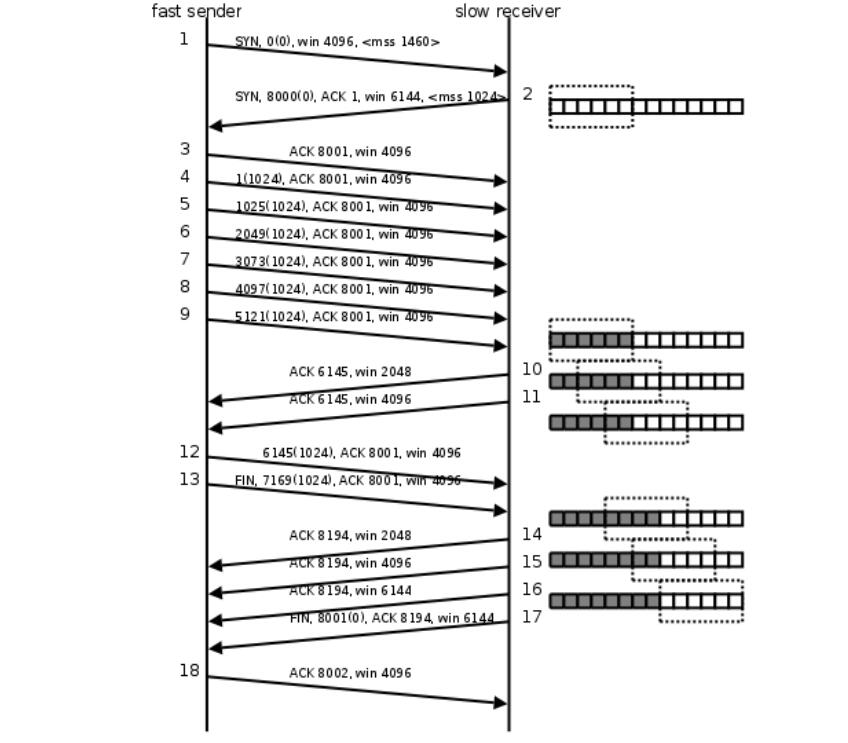 fast sender slow receiver
1 SYN, 0(0), win 4096, <mss 1460>
SYN, 8000(0), ACK 1, win 6144, <mss 1024> 2
3 ACK 8001, win 4096
4 1(1024), ACK 8001, win 4096
5 1025(1024), ACK 8001, win 4096
6 2049(1024), ACK 8001, win 4096
7 3073(1024), ACK 8001, win 4096
8 4097(1024), ACK 8001, win 4096
9 5121(1024), ACK 8001, win 4096
ACK 6145, win 2048 10
ACK 6145, win 4096 11
12 6145(1024), ACK 8001, win 4096
13 FIN, 7169(1024), ACK 8001, win 4096
ACK 8194, win 2048 14
ACK 8194, win 4096 15
ACK 8194, win 6144 16
FIN, 8001(0), ACK 8194, win 6144 17
18 ACK 8002, win 4096